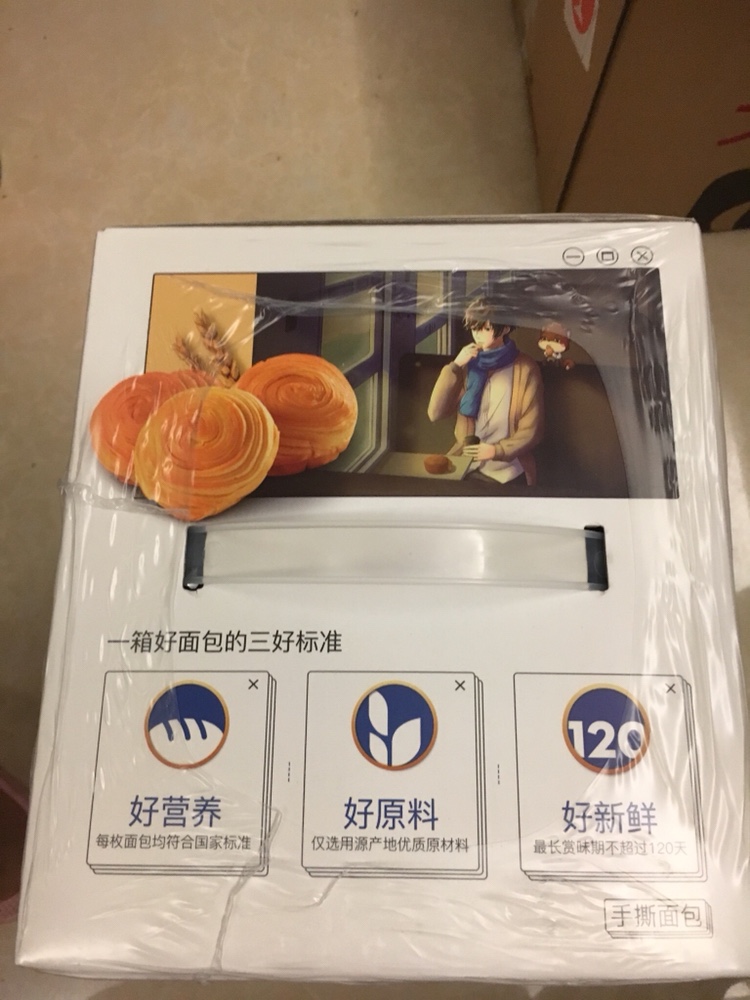 一箱好面包的三好标准
120
好营养
好原料
好新鲜
每枚面包均符合国家标准
仅选用源产地优质原材料
最长赏味期不超过120天
手撕面包